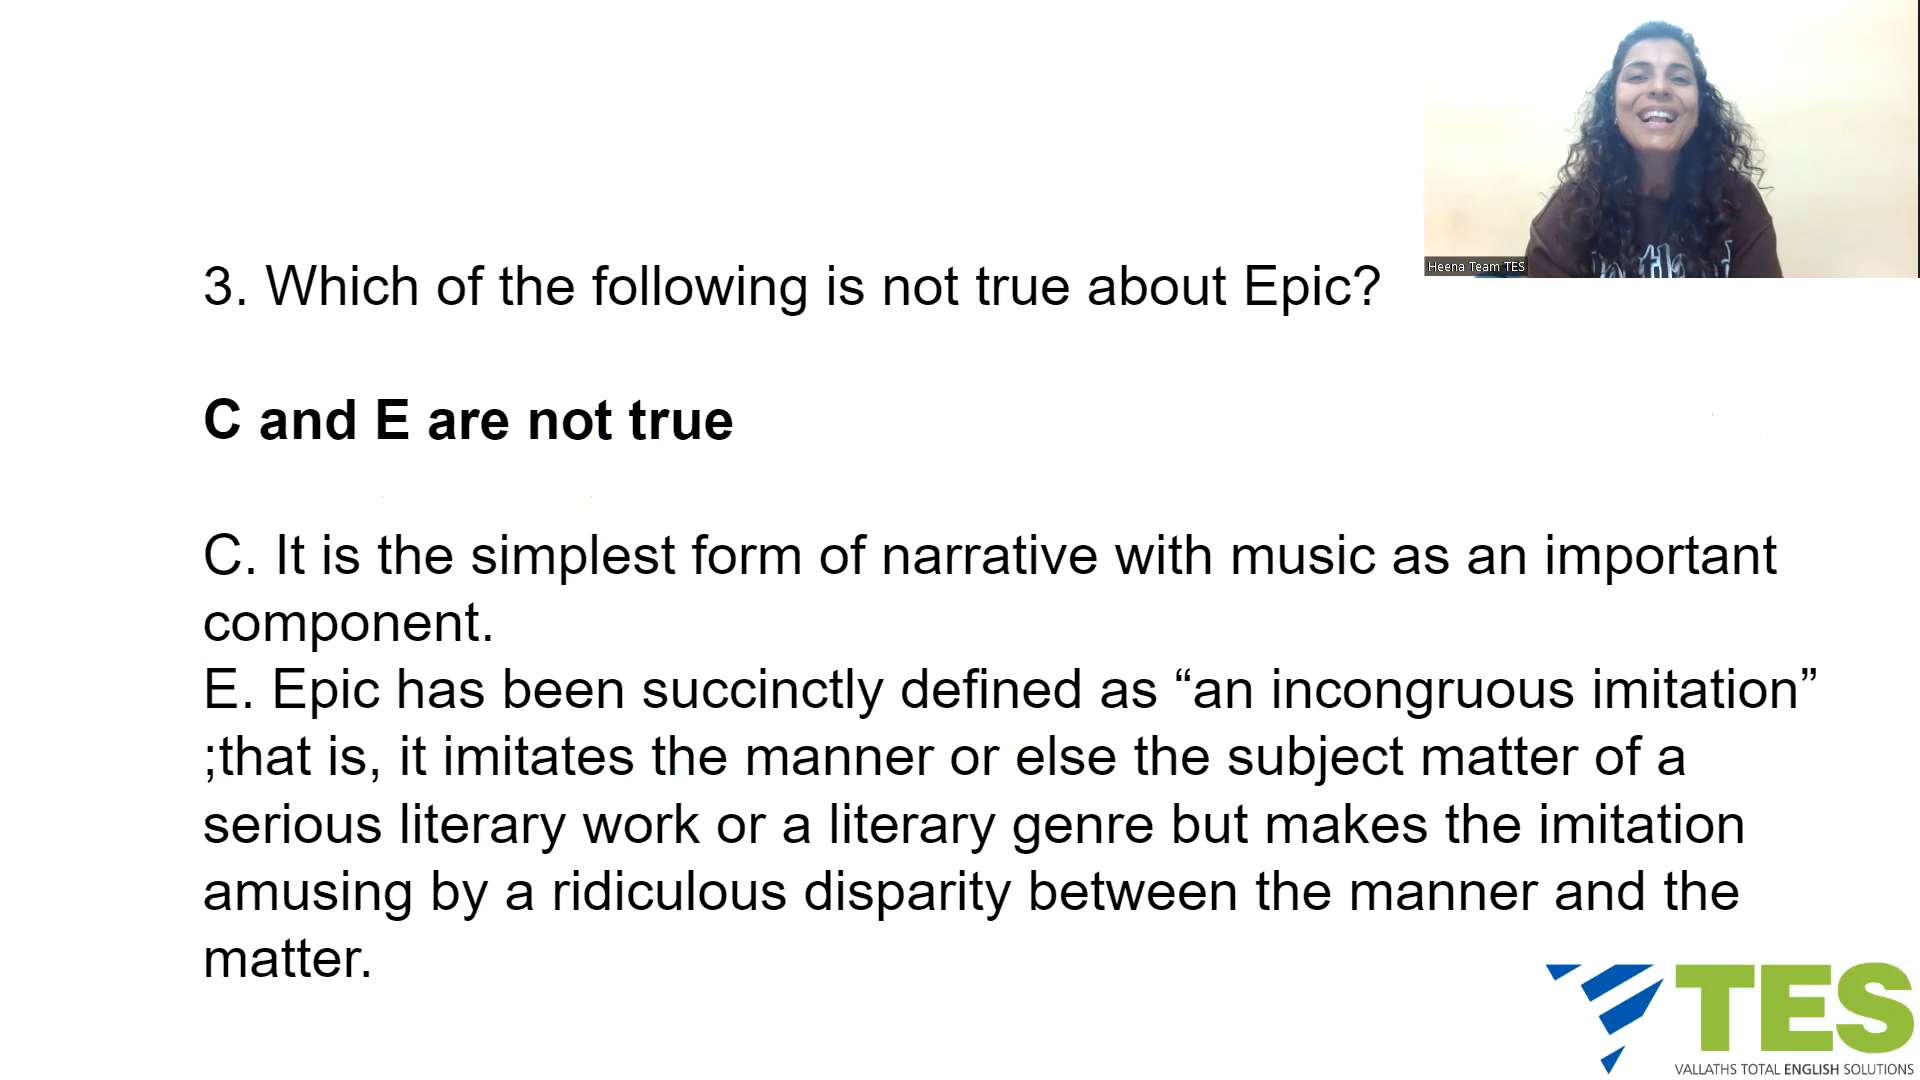 Heena Team TES
3. Which of the following is not true about Epic?
C and E are not true
C. It is the simplest form of narrative with music as an important
component.
E. Epic has been succinctly defined as “an incongruous imitation”
;that is, it imitates the manner or else the subject matter of a
serious literary work or a literary genre but makes the imitation
amusing by a ridiculous disparity between the manner and the
matter.
TES
VALLATHS TOTAL ENGLISH SOLUTIONS